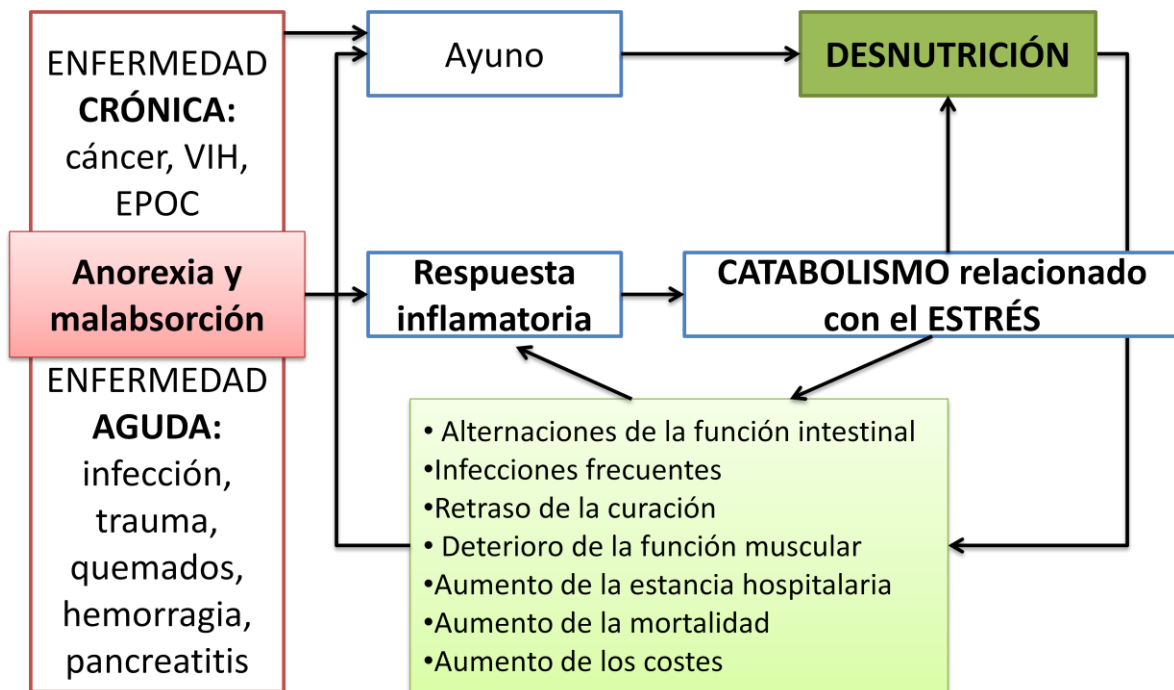 ENFERMEDAD
CRÓNICA:
cáncer, VIH,
EPOC
Anorexia y
malabsorción
ENFERMEDAD
AGUDA:
infección,
trauma,
quemados,
hemorragia,
pancreatitis
Ayuno
DESNUTRICIÓN
Respuesta
inflamatoria
CATABOLISMO relacionado
con el ESTRÉS
• Alternaciones de la función intestinal
•Infecciones frecuentes
•Retraso de la curación
• Deterioro de la función muscular
•Aumento de la estancia hospitalaria
•Aumento de la mortalidad
•Aumento de los costes